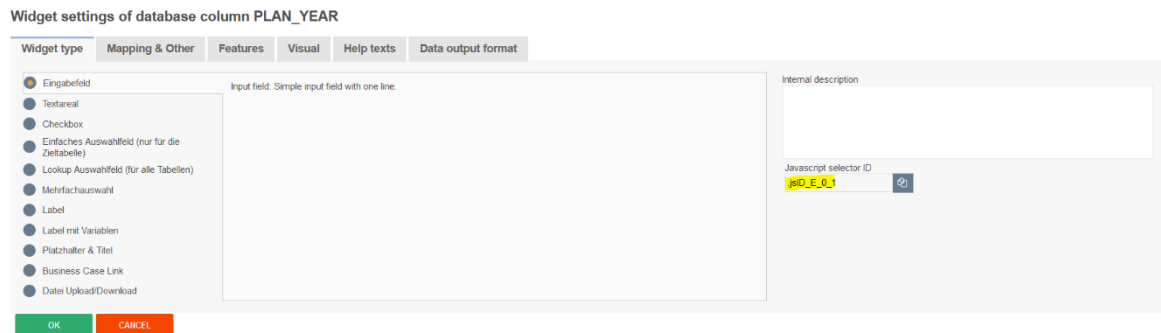 Widget settings of database column PLAN_YEAR
Widget type Mapping & Other Features Visual Help texts Data output format
Eingabefeld
Input field: Simple input field with one line.
Textareal
Checkbox
Einfaches Auswahlfeld (nur für die
Zieltabelle)
Lookup Auswahlfeld (für alle Tabellen)
Mehrfachauswahl
Label
Label mit Variablen
Platzhalter & Titel
Business Case Link
Datei Upload/Download
Internal description
Javascript selector ID
.jsID_E_0_1
OK CANCEL